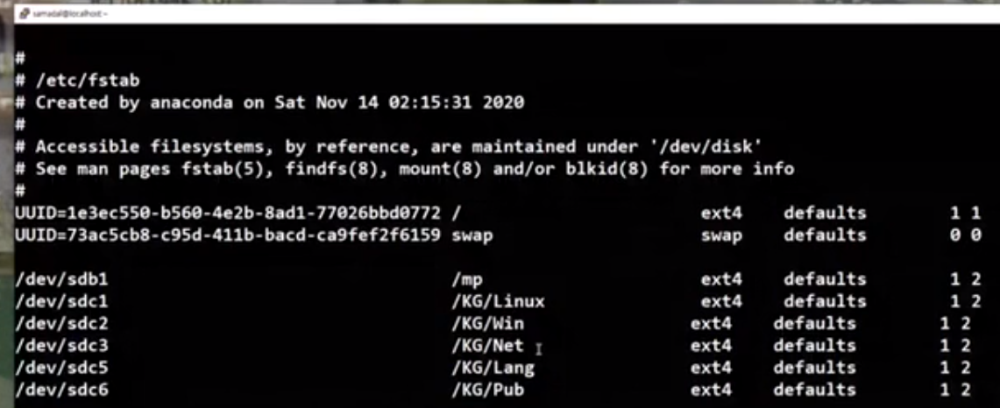 samadal@localhost:~
#
# /etc/fstab
# Created by anaconda on Sat Nov 14 02:15:31 2020
#
# Accessible filesystems, by reference, are maintained under '/dev/disk'
# See man pages fstab(5), findfs(8), mount(8) and/or blkid(8) for more info
#
UUID=1e3ec550-b560-4e2b-8ad1-77026bbd0772 / ext4 defaults 1 1
UUID=73ac5cb8-c95d-411b-bacd-ca9fef2f6159 swap swap defaults 0 0
/dev/sdb1 /mp ext4 defaults 1 2
/dev/sdc1 /KG/Linux ext4 defaults 1 2
/dev/sdc2 /KG/Win ext4 defaults 1 2
/dev/sdc3 /KG/Net ext4 defaults 1 2
/dev/sdc5 /KG/Lang ext4 defaults 1 2
/dev/sdc6 /KG/Pub ext4 defaults 1 2